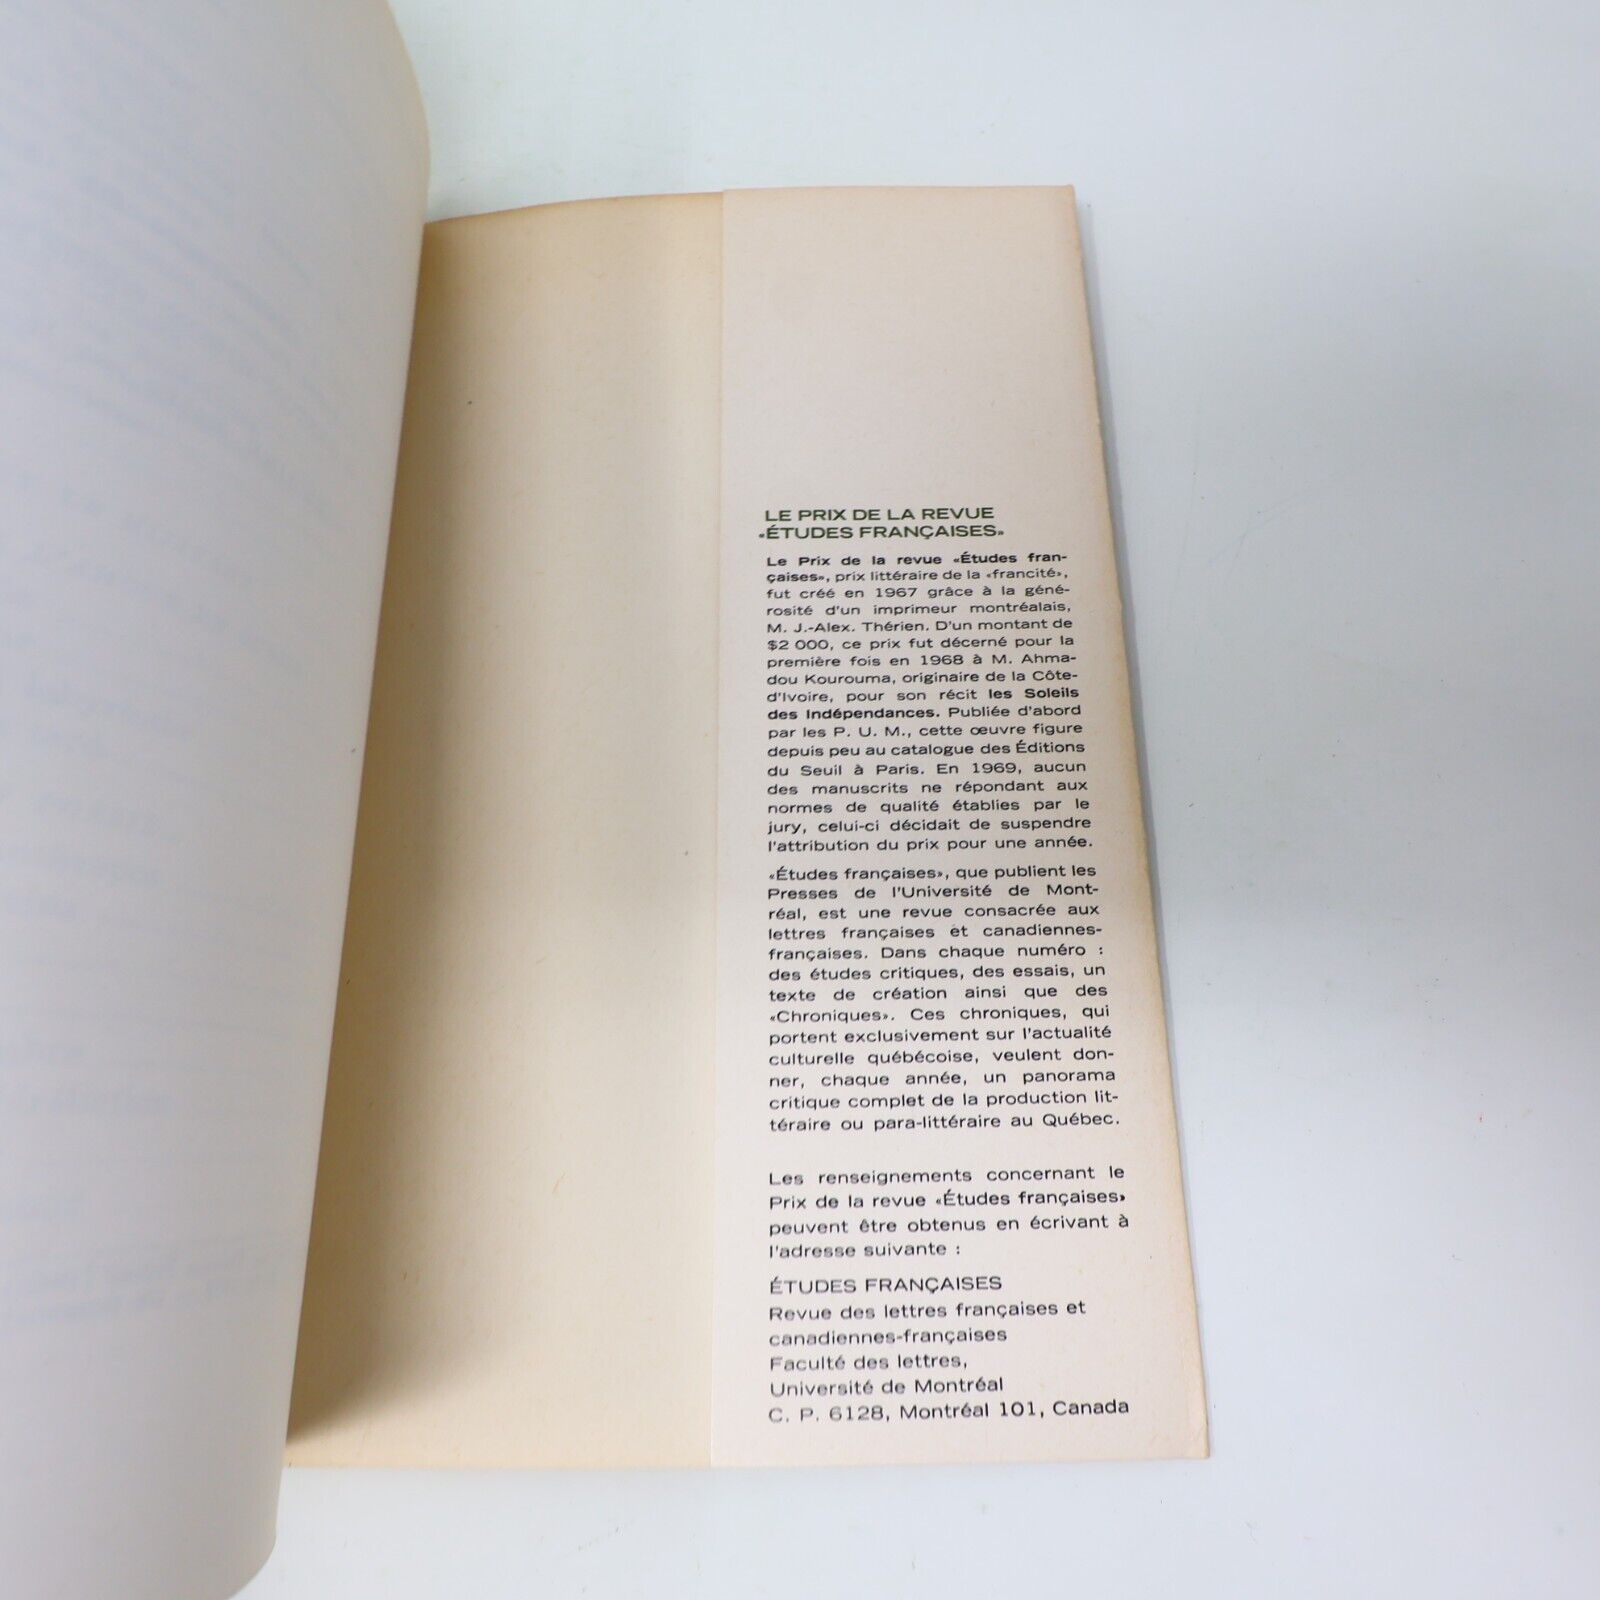 LE PRIX DE LA REVUE
«ÉTUDES FRANÇAISES»
Le Prix de la revue «Études fran-
çaises», prix littéraire de la «francité»,
fut créé en 1967 grâce à la géné-
rosité d'un imprimeur montréalais,
M. J.-Alex. Thérien. D'un montant de
$2 000, ce prix fut décerné pour la
première fois en 1968 à M. Ahma-
dou Kourouma, originaire de la Côte-
d'Ivoire, pour son récit les Soleils
des Indépendances. Publiée d'abord
par les P. U. M., cette œuvre figure
depuis peu au catalogue des Éditions
du Seuil à Paris. En 1969, aucun
des manuscrits ne répondant aux
normes de qualité établies par le
jury, celui-ci décidait de suspendre
l'attribution du prix pour une année.
«Études françaises», que publient les
Presses de l'Université de Mont-
réal, est une revue consacrée aux
lettres françaises et canadiennes-
françaises. Dans chaque numéro :
des études critiques, des essais, un
texte de création ainsi que des
«Chroniques». Ces chroniques, qui
portent exclusivement sur l'actualité
culturelle québécoise, veulent don-
ner, chaque année, un panorama
critique complet de la production lit-
téraire ou para-littéraire au Québec.
Les renseignements concernant le
Prix de la revue «Études françaises»
peuvent être obtenus en écrivant à
l'adresse suivante :
ÉTUDES FRANÇAISES
Revue des lettres françaises et
canadiennes-françaises
Faculté des lettres,
Université de Montréal
C. P. 6128, Montréal 101, Canada